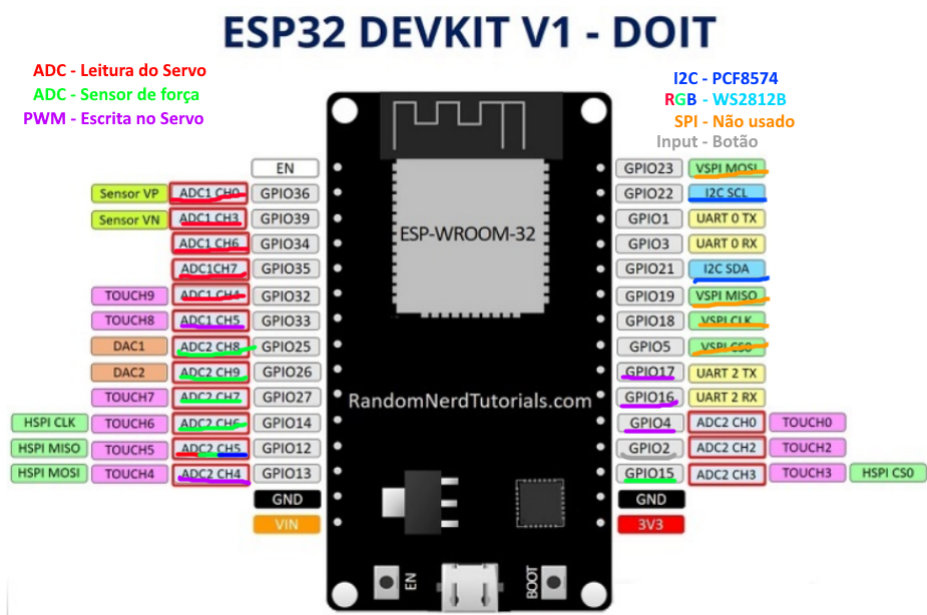 ESP32 DEVKIT V1 - DOIT
ADC - Leitura do Servo
ADC - Sensor de força
PWM - Escrita no Servo
I2C - PCF8574
RGB - WS2812B
SPI - Não usado
Input - Botão
EN
Sensor VP ADC1 CH0 GPIO36
Sensor VN ADC1 CH3 GPIO39
ADC1 CH6 GPIO34
ADC1CH7 GPIO35
TOUCH9 ADC1 CH4 GPIO32
TOUCH8 ADC1 CH5 GPIO33
DAC1 ADC2 CH8 GPIO25
DAC2 ADC2 CH9 GPIO26
TOUCH7 ADC2 CH7 GPIO27
HSPI CLK TOUCH6 ADC2 CH6 GPIO14
HSPI MISO TOUCH5 ADC2 CH5 GPIO12
HSPI MOSI TOUCH4 ADC2 CH4 GPIO13
GND
VIN
ESP-WROOM-32
RandomNerdTutorials.com
EN
BOOT
GPIO23 VSPI MOSI
GPIO22 I2C SCL
GPIO1 UART 0 TX
GPIO3 UART 0 RX
GPIO21 I2C SDA
GPIO19 VSPI MISO
GPIO18 VSPI CLK
GPIO5 VSPI CS0
GPIO17 UART 2 TX
GPIO16 UART 2 RX
GPIO4 ADC2 CH0 TOUCH0
GPIO2 ADC2 CH2 TOUCH2
GPIO15 ADC2 CH3 TOUCH3 HSPI CS0
GND
3V3